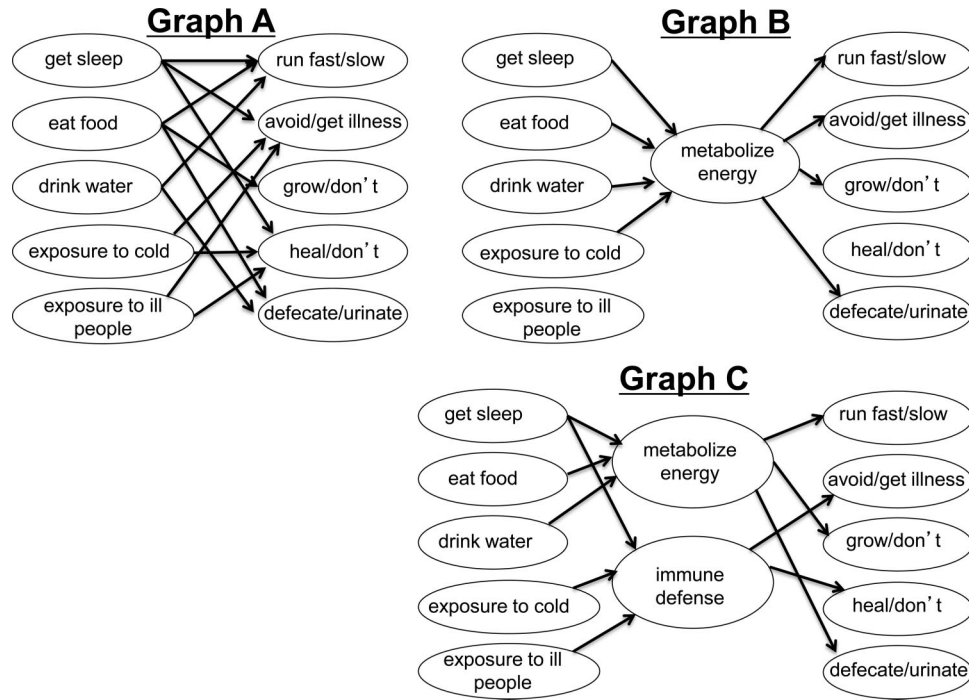 Graph A
get sleep
eat food
drink water
exposure to cold
exposure to ill
people
run fast/slow
avoid/get illness
grow/don't
heal/don't
defecate/urinate
Graph B
get sleep
eat food
drink water
exposure to cold
exposure to ill
people
metabolize
energy
run fast/slow
avoid/get illness
grow/don't
heal/don't
defecate/urinate
Graph C
get sleep
eat food
drink water
exposure to cold
exposure to ill
people
metabolize
energy
immune
defense
run fast/slow
avoid/get illness
grow/don't
heal/don't
defecate/urinate